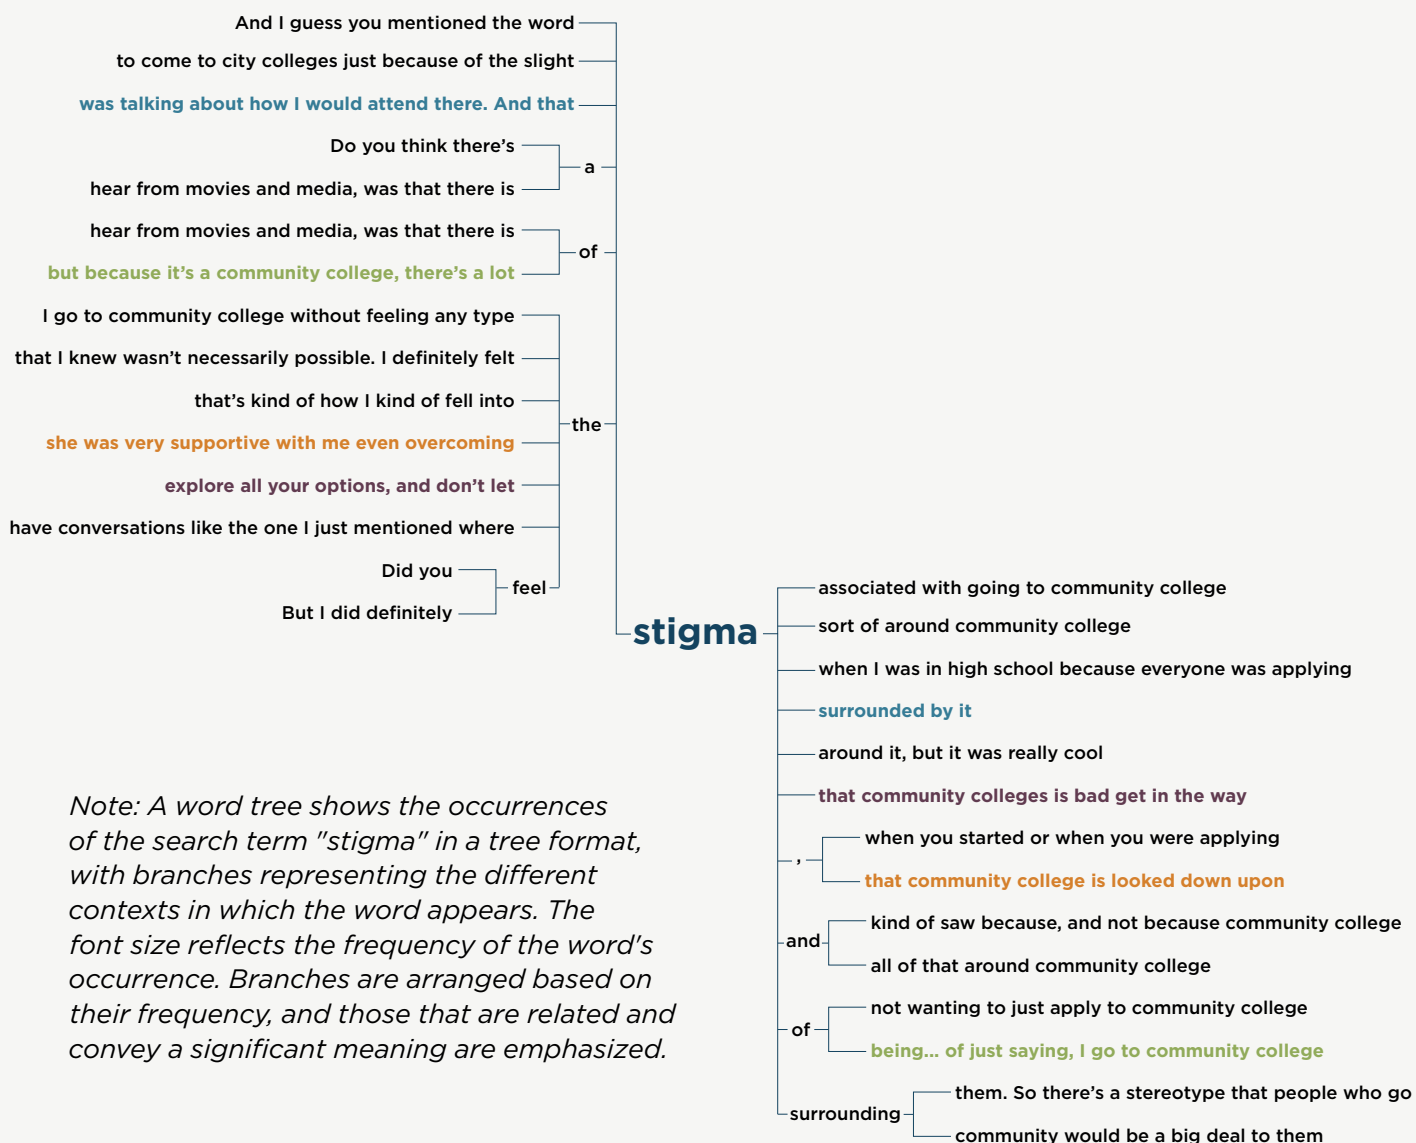 And I guess you mentioned the word
to come to city colleges just because of the slight
was talking about how I would attend there. And that
Do you think there’s
a
hear from movies and media, was that there is
hear from movies and media, was that there is
of
but because it’s a community college, there’s a lot
I go to community college without feeling any type
that I knew wasn’t necessarily possible. I definitely felt
that’s kind of how I kind of fell into
the
she was very supportive with me even overcoming
explore all your options, and don’t let
have conversations like the one I just mentioned where
Did you
feel
But I did definitely
stigma
associated with going to community college
sort of around community college
when I was in high school because everyone was applying
surrounded by it
around it, but it was really cool
that community colleges is bad get in the way
when you started or when you were applying
,
that community college is looked down upon
kind of saw because, and not because community college
and
all of that around community college
not wanting to just apply to community college
of
being... of just saying, I go to community college
them. So there’s a stereotype that people who go
surrounding
community would be a big deal to them
Note: A word tree shows the occurrences
of the search term "stigma" in a tree format,
with branches representing the different
contexts in which the word appears. The
font size reflects the frequency of the word's
occurrence. Branches are arranged based on
their frequency, and those that are related and
convey a significant meaning are emphasized.